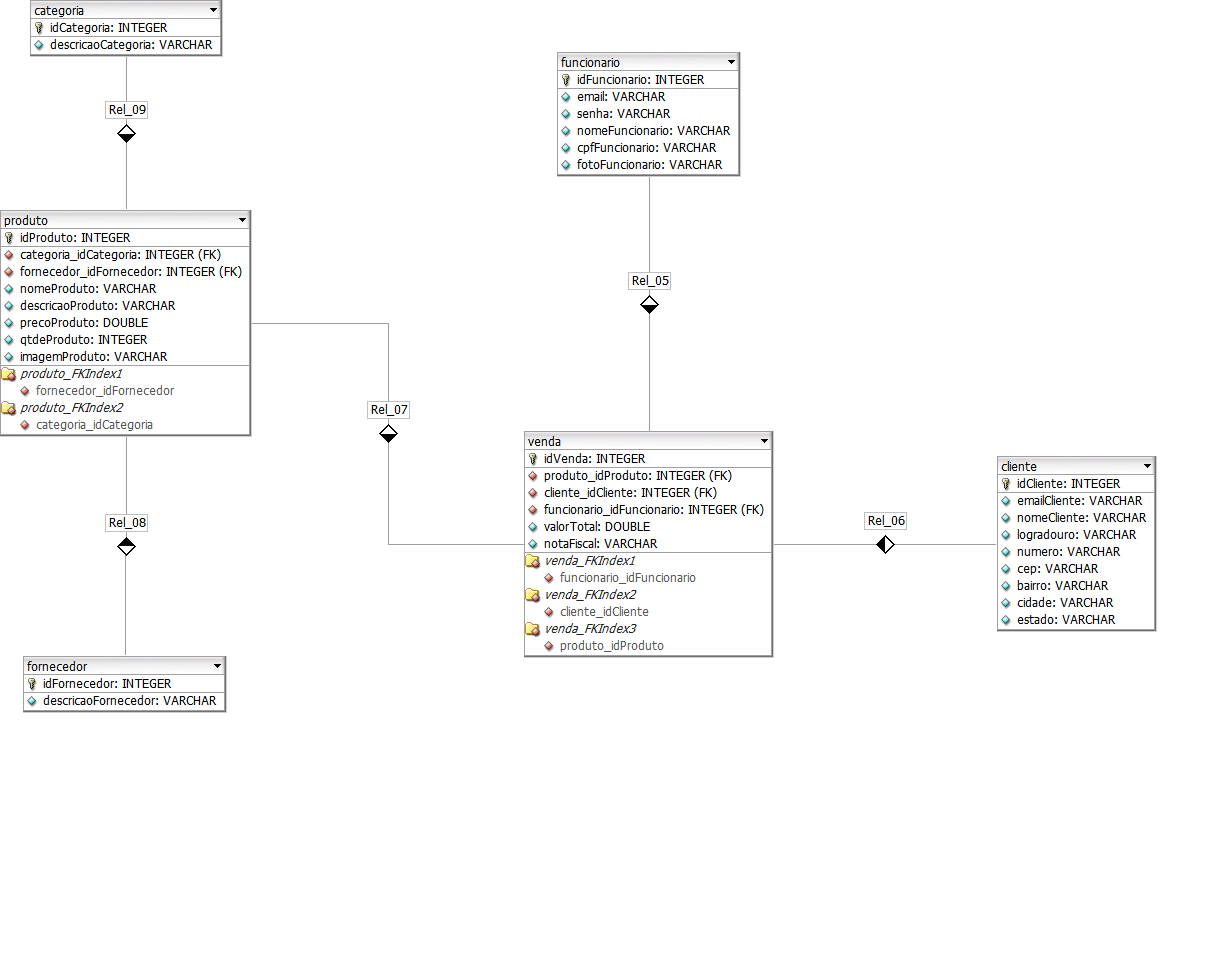 categoria
idCategoria: INTEGER
descricaoCategoria: VARCHAR
Rel_09
funcionario
idFuncionario: INTEGER
email: VARCHAR
senha: VARCHAR
nomeFuncionario: VARCHAR
cpfFuncionario: VARCHAR
fotoFuncionario: VARCHAR
Rel_05
produto
idProduto: INTEGER
categoria_idCategoria: INTEGER (FK)
fornecedor_idFornecedor: INTEGER (FK)
nomeProduto: VARCHAR
descricaoProduto: VARCHAR
precoProduto: DOUBLE
qtdeProduto: INTEGER
imagemProduto: VARCHAR
produto_FKIndex1
fornecedor_idFornecedor
produto_FKIndex2
categoria_idCategoria
Rel_07
venda
idVenda: INTEGER
produto_idProduto: INTEGER (FK)
cliente_idCliente: INTEGER (FK)
funcionario_idFuncionario: INTEGER (FK)
valorTotal: DOUBLE
notaFiscal: VARCHAR
venda_FKIndex1
funcionario_idFuncionario
venda_FKIndex2
cliente_idCliente
venda_FKIndex3
produto_idProduto
Rel_06
cliente
idCliente: INTEGER
emailCliente: VARCHAR
nomeCliente: VARCHAR
logradouro: VARCHAR
numero: VARCHAR
cep: VARCHAR
bairro: VARCHAR
cidade: VARCHAR
estado: VARCHAR
Rel_08
fornecedor
idFornecedor: INTEGER
descricaoFornecedor: VARCHAR